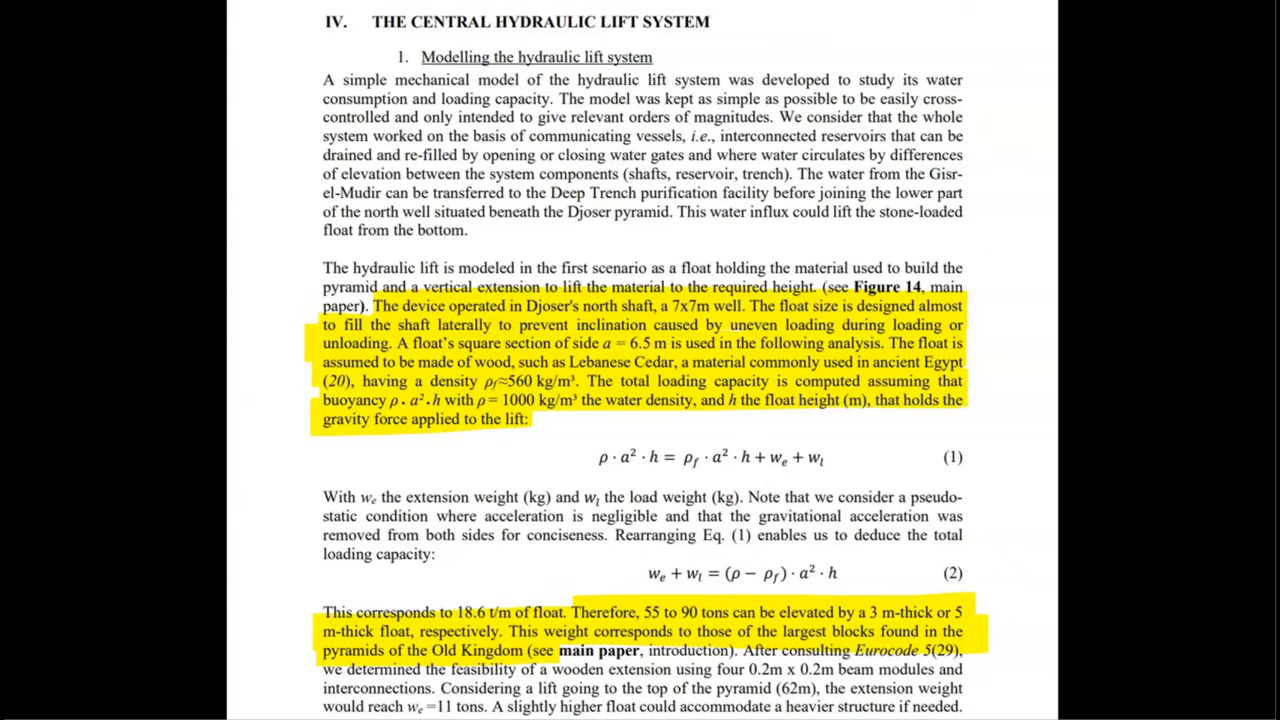 IV. THE CENTRAL HYDRAULIC LIFT SYSTEM
1. Modelling the hydraulic lift system
A simple mechanical model of the hydraulic lift system was developed to study its water
consumption and loading capacity. The model was kept as simple as possible to be easily cross-
controlled and only intended to give relevant orders of magnitudes. We consider that the whole
system worked on the basis of communicating vessels, i.e., interconnected reservoirs that can be
drained and re-filled by opening or closing water gates and where water circulates by differences
of elevation between the system components (shafts, reservoir, trench). The water from the Gisr-
el-Mudir can be transferred to the Deep Trench purification facility before joining the lower part
of the north well situated beneath the Djoser pyramid. This water influx could lift the stone-loaded
float from the bottom.
The hydraulic lift is modeled in the first scenario as a float holding the material used to build the
pyramid and a vertical extension to lift the material to the required height. (see Figure 14, main
paper). The device operated in Djoser's north shaft, a 7x7m well. The float size is designed almost
to fill the shaft laterally to prevent inclination caused by uneven loading during loading or
unloading. A float's square section of side a = 6.5 m is used in the following analysis. The float is
assumed to be made of wood, such as Lebanese Cedar, a material commonly used in ancient Egypt
(20), having a density ρf≈560 kg/m³. The total loading capacity is computed assuming that
buoyancy ρ · a² · h with ρ = 1000 kg/m³ the water density, and h the float height (m), that holds the
gravity force applied to the lift:
ρ · a² · h = ρf · a² · h + we + wl (1)
With we the extension weight (kg) and wl the load weight (kg). Note that we consider a pseudo-
static condition where acceleration is negligible and that the gravitational acceleration was
removed from both sides for conciseness. Rearranging Eq. (1) enables us to deduce the total
loading capacity:
we + wl = (ρ − ρf) · a² · h (2)
This corresponds to 18.6 t/m of float. Therefore, 55 to 90 tons can be elevated by a 3 m-thick or 5
m-thick float, respectively. This weight corresponds to those of the largest blocks found in the
pyramids of the Old Kingdom (see main paper, introduction). After consulting Eurocode 5(29),
we determined the feasibility of a wooden extension using four 0.2m x 0.2m beam modules and
interconnections. Considering a lift going to the top of the pyramid (62m), the extension weight
would reach we =11 tons. A slightly higher float could accommodate a heavier structure if needed.